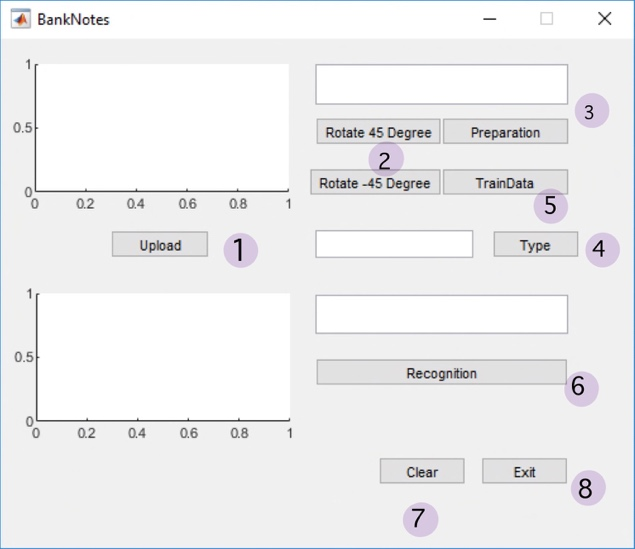 BankNotes
1
0.5
0
0 0.2 0.4 0.6 0.8 1
3
Rotate 45 Degree Preparation
2
Rotate -45 Degree TrainData
5
Upload 1 Type 4
1
0.5
0
0 0.2 0.4 0.6 0.8 1
Recognition 6
Clear Exit 8
7